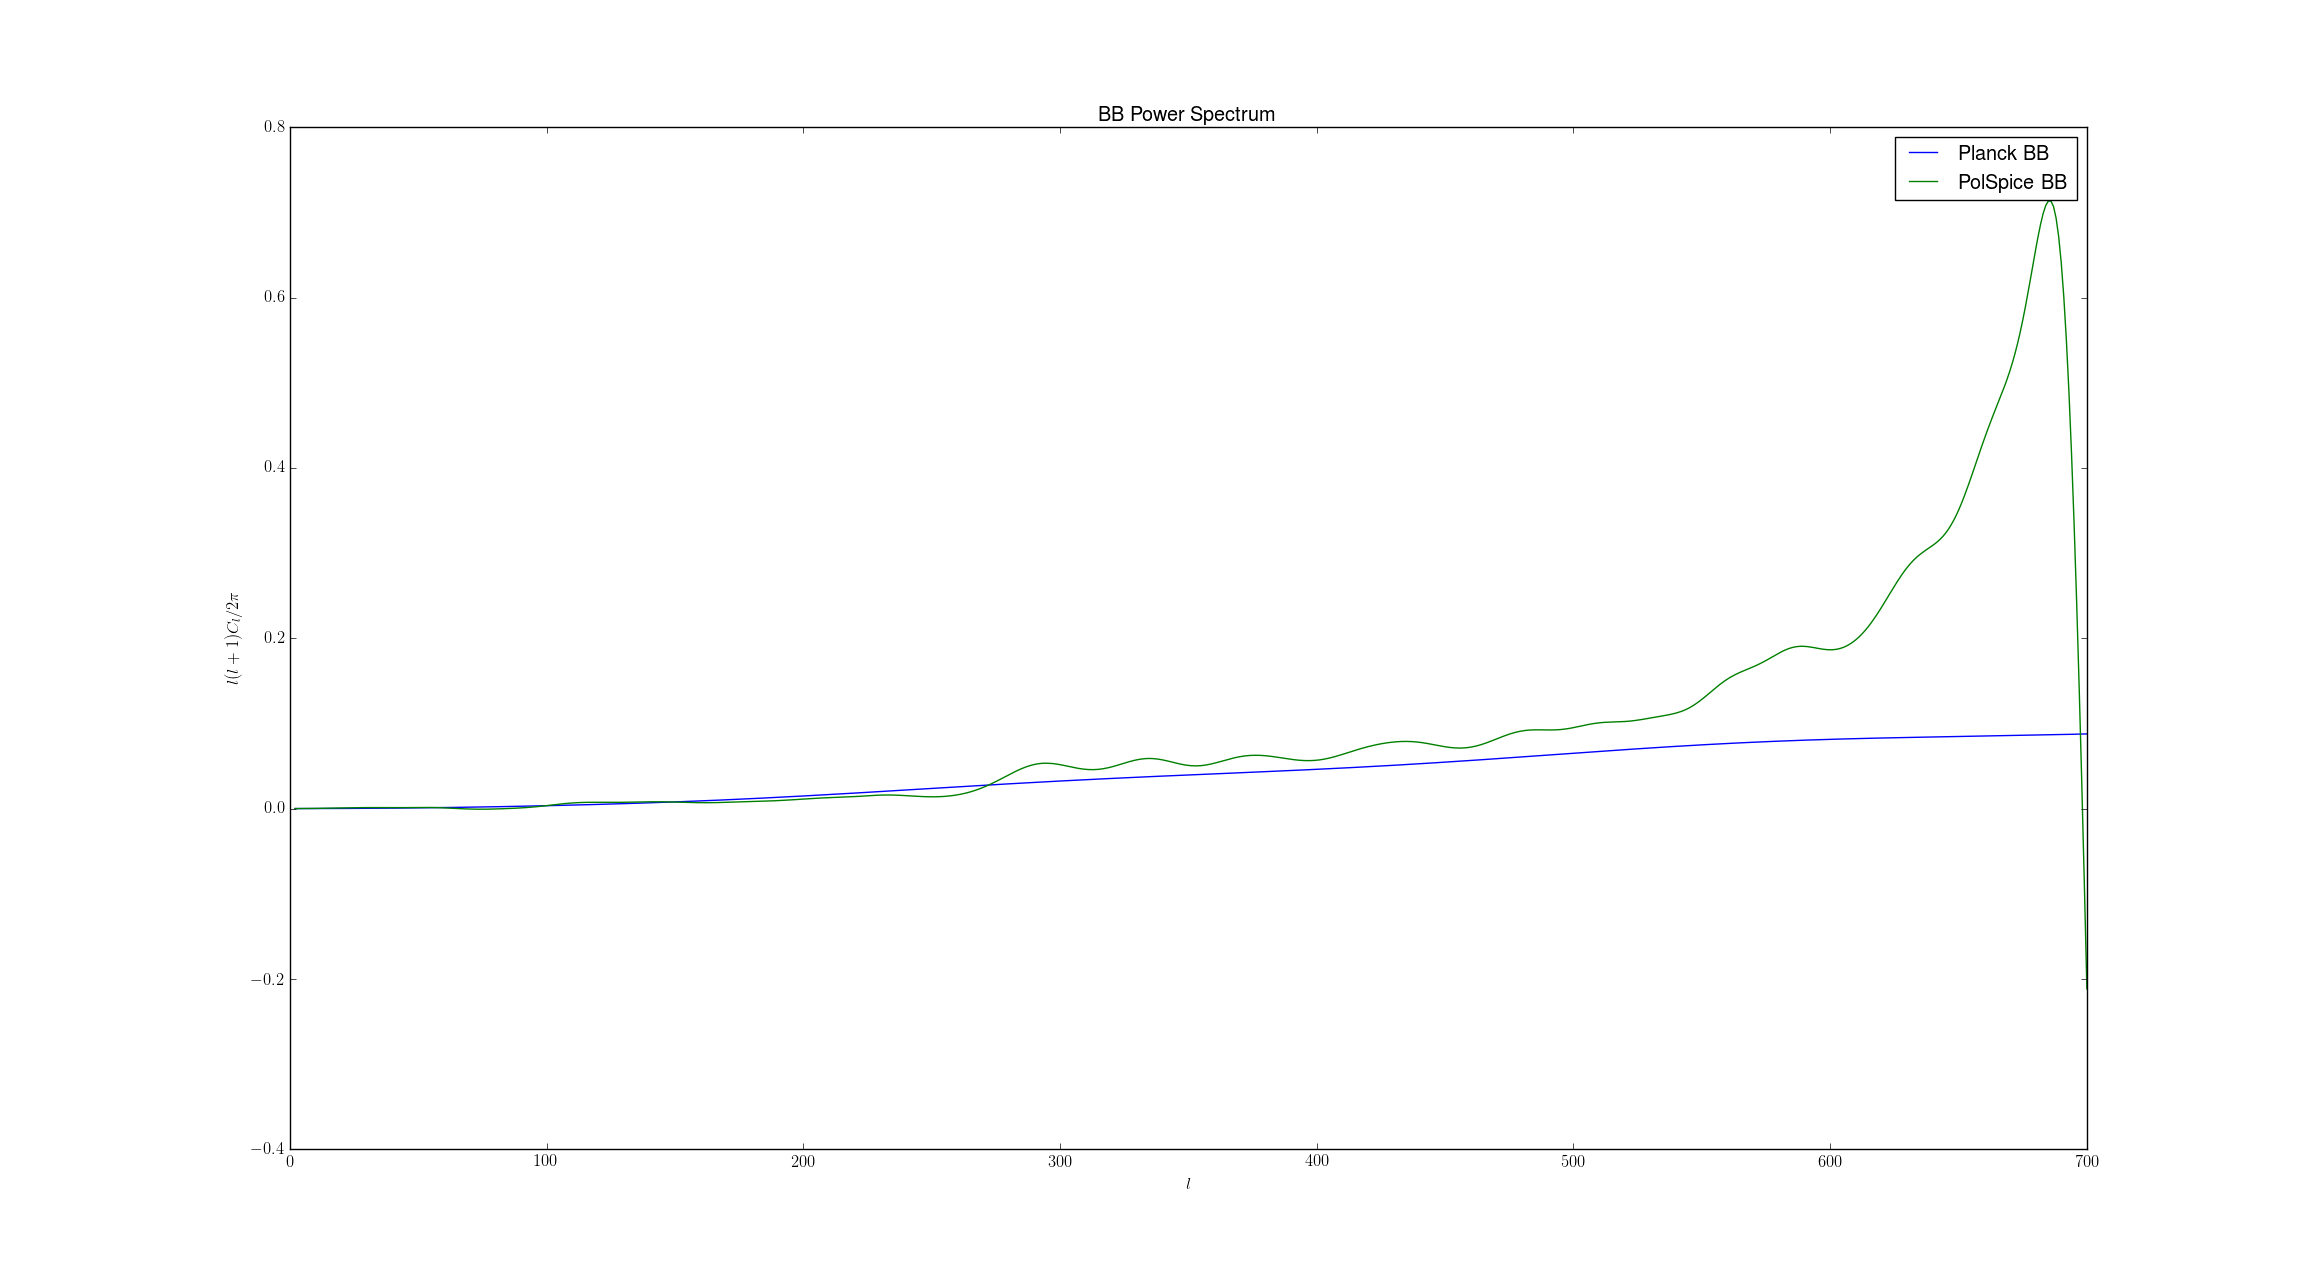 BB Power Spectrum
Planck BB
PolSpice BB
0.8
0.6
0.4
0.2
0.0
−0.2
−0.4
l(l + 1)C_l/2π
0 100 200 300 400 500 600 700
l